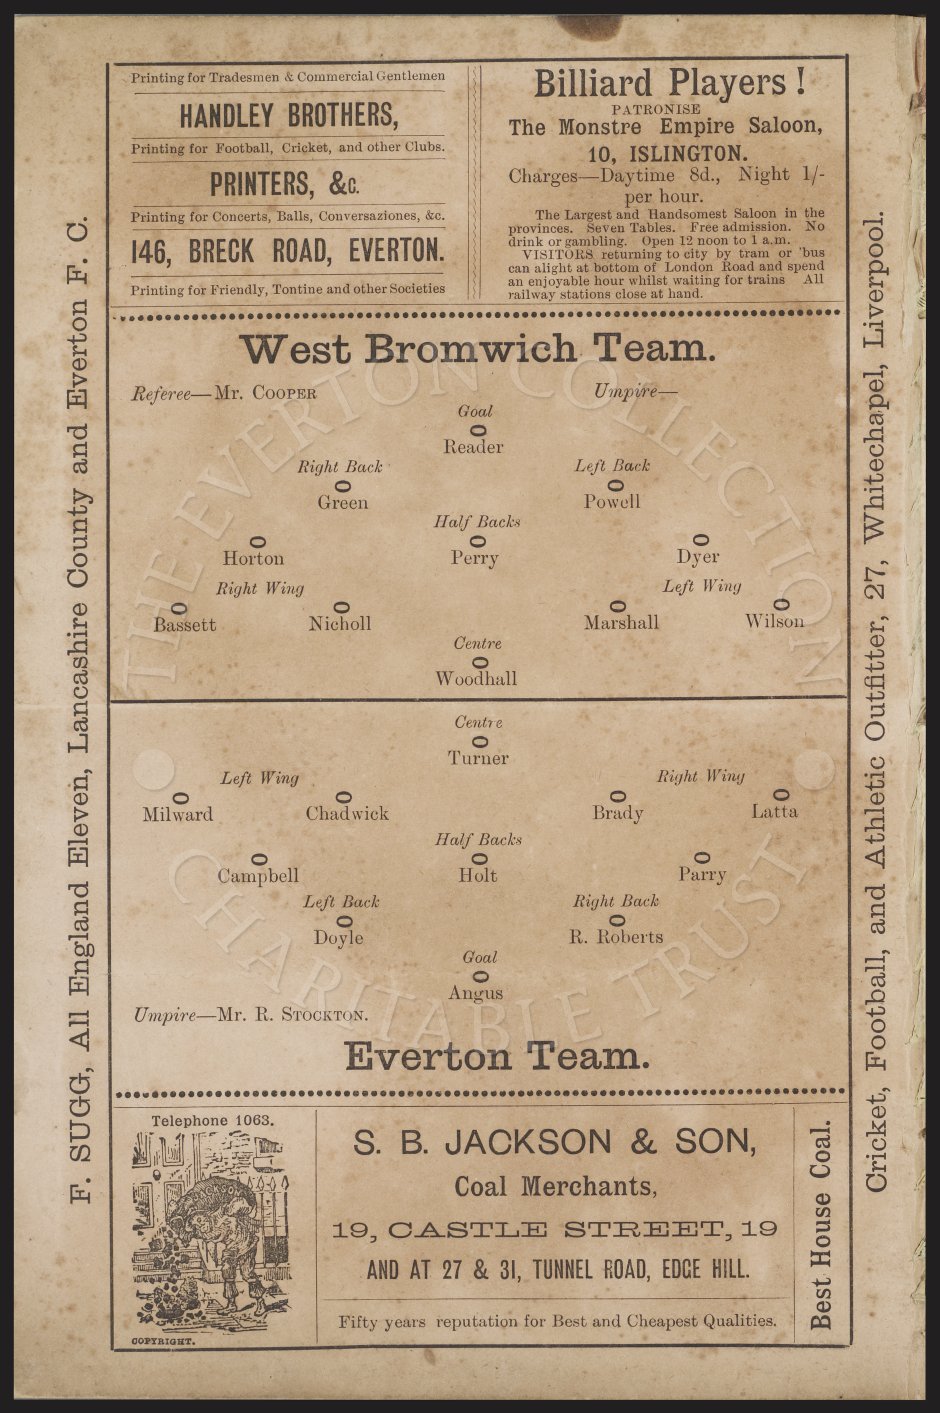 Printing for Tradesmen & Commercial Gentlemen
HANDLEY BROTHERS,
Printing for Football, Cricket, and other Clubs.
PRINTERS, &c.
Printing for Concerts, Balls, Conversaziones, &c.
146, BRECK ROAD, EVERTON.
Printing for Friendly, Tontine and other Societies
Billiard Players!
PATRONISE
The Monstre Empire Saloon,
10, ISLINGTON.
Charges—Daytime 8d., Night 1/-
per hour.
The Largest and Handsomest Saloon in the
provinces. Seven Tables. Free admission. No
drink or gambling. Open 12 noon to 1 a.m.
VISITORS returning to city by tram or 'bus
can alight at bottom of London Road and spend
an enjoyable hour whilst waiting for trains All
railway stations close at hand.
F. SUGG, All England Eleven, Lancashire County and Everton F. C.
West Bromwich Team.
Referee—Mr. COOPER
Umpire—
Goal
O
Reader
Right Back
Left Back
O
O
Green
Powell
Half Backs
O
O
O
Horton
Perry
Dyer
Right Wing
Left Wing
O
O
O
O
Bassett
Nicholl
Marshall
Wilson
Centre
O
Woodhall
Centre
O
Turner
Left Wing
Right Wing
O
O
O
O
Milward
Chadwick
Brady
Latta
Half Backs
O
O
O
Campbell
Holt
Parry
Left Back
Right Back
O
O
Doyle
R. Roberts
Goal
O
Angus
Umpire—Mr. R. STOCKTON.
Everton Team.
Cricket, Football, and Athletic Outfitter, 27, Whitechapel, Liverpool.
Telephone 1063.
COPYRIGHT.
S. B. JACKSON & SON,
Coal Merchants,
19, CASTLE STREET, 19
AND AT 27 & 31, TUNNEL ROAD, EDGE HILL.
Fifty years reputation for Best and Cheapest Qualities.
Best House Coal.
THE EVERTON COLLECTION
CHARITABLE TRUST